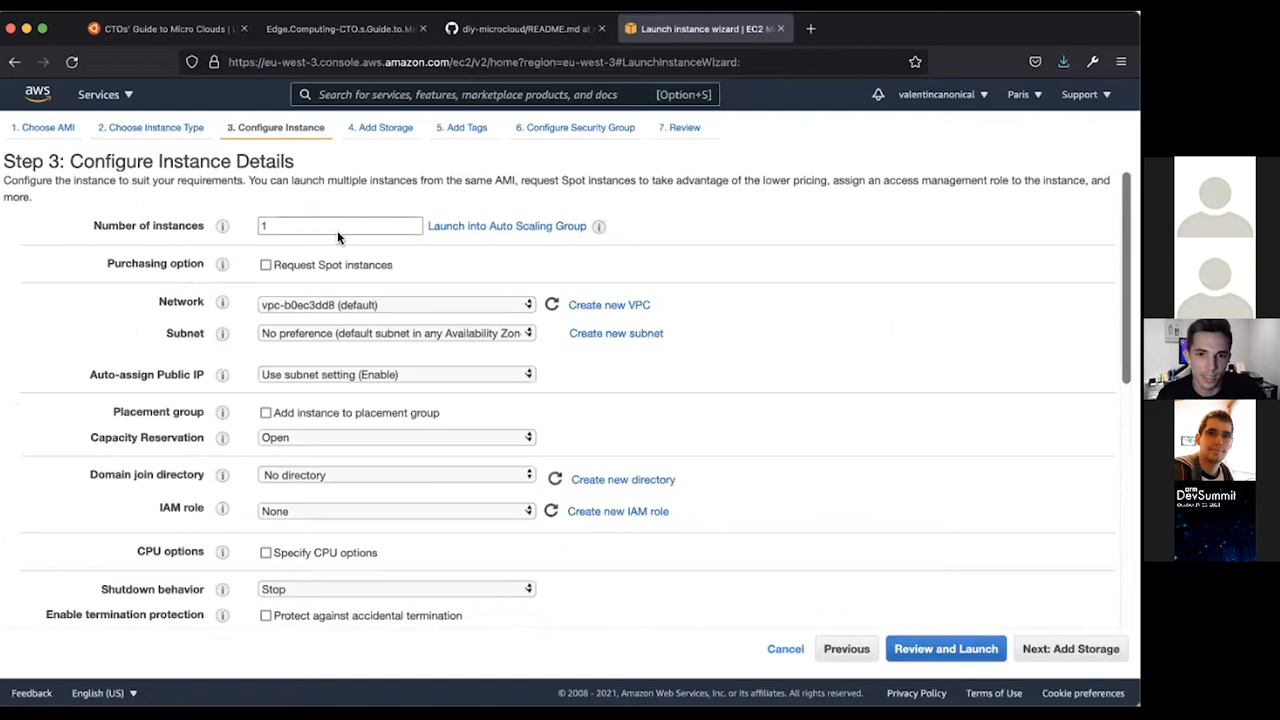 CTOs' Guide to Micro Clouds |
Edge.Computing-CTO.s.Guide.to.Mi
diy-microcloud/README.md at
Launch instance wizard | EC2 M
https://eu-west-3.console.aws.amazon.com/ec2/v2/home?region=eu-west-3#LaunchInstanceWizard:
aws
Services
Search for services, features, marketplace products, and docs
[Option+S]
valentincanonical
Paris
Support
1. Choose AMI
2. Choose Instance Type
3. Configure Instance
4. Add Storage
5. Add Tags
6. Configure Security Group
7. Review
Step 3: Configure Instance Details
Configure the instance to suit your requirements. You can launch multiple instances from the same AMI, request Spot instances to take advantage of the lower pricing, assign an access management role to the instance, and
more.
Number of instances
1
Launch into Auto Scaling Group
Purchasing option
Request Spot instances
Network
vpc-b0ec3dd8 (default)
Create new VPC
Subnet
No preference (default subnet in any Availability Zon
Create new subnet
Auto-assign Public IP
Use subnet setting (Enable)
Placement group
Add instance to placement group
Capacity Reservation
Open
Domain join directory
No directory
Create new directory
IAM role
None
Create new IAM role
CPU options
Specify CPU options
Shutdown behavior
Stop
Enable termination protection
Protect against accidental termination
Cancel
Previous
Review and Launch
Next: Add Storage
Feedback
English (US)
© 2008 - 2021, Amazon Web Services, Inc. or its affiliates. All rights reserved.
Privacy Policy
Terms of Use
Cookie preferences
arm
DevSummit